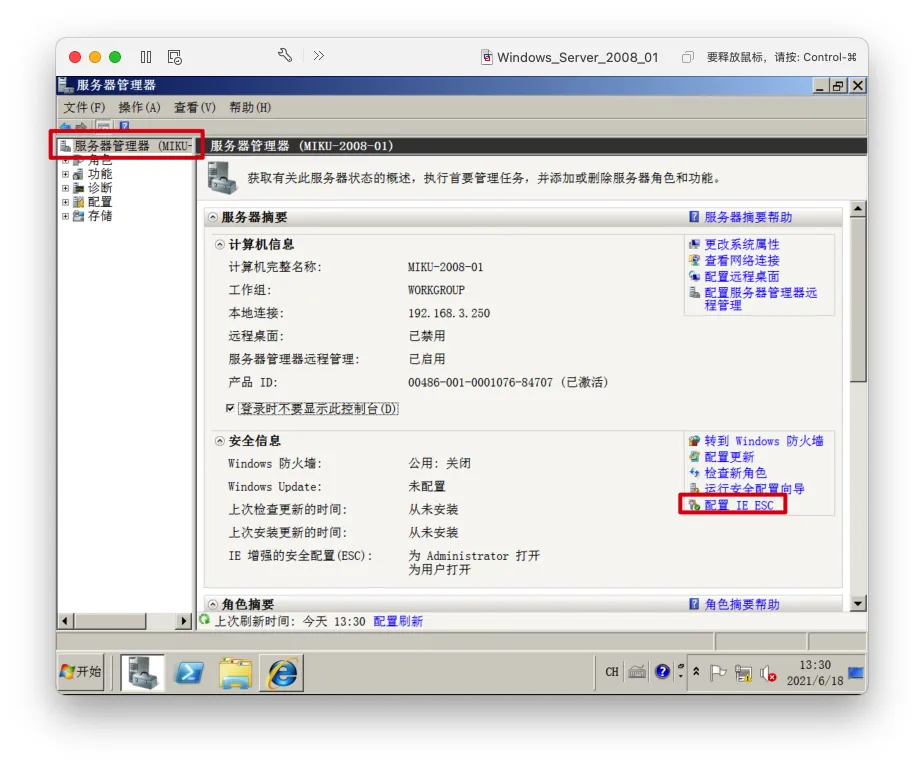 Windows_Server_2008_01
要释放鼠标，请按: Control-⌘
服务器管理器
文件(F) 操作(A) 查看(V) 帮助(H)
服务器管理器 (MIKU-
角色
功能
诊断
配置
存储
服务器管理器 (MIKU-2008-01)
获取有关此服务器状态的概述，执行首要管理任务，并添加或删除服务器角色和功能。
服务器摘要
服务器摘要帮助
计算机信息
计算机完整名称: MIKU-2008-01
工作组: WORKGROUP
本地连接: 192.168.3.250
远程桌面: 已禁用
服务器管理器远程管理: 已启用
产品 ID: 00486-001-0001076-84707 (已激活)
登录时不要显示此控制台(D)
更改系统属性
查看网络连接
配置远程桌面
配置服务器管理器远
程管理
安全信息
Windows 防火墙: 公用: 关闭
Windows Update: 未配置
上次检查更新的时间: 从未安装
上次安装更新的时间: 从未安装
IE 增强的安全配置(ESC): 为 Administrator 打开
为用户打开
转到 Windows 防火墙
配置更新
检查新角色
运行安全配置向导
配置 IE ESC
角色摘要
角色摘要帮助
上次刷新时间: 今天 13:30 配置刷新
开始
CH
13:30
2021/6/18